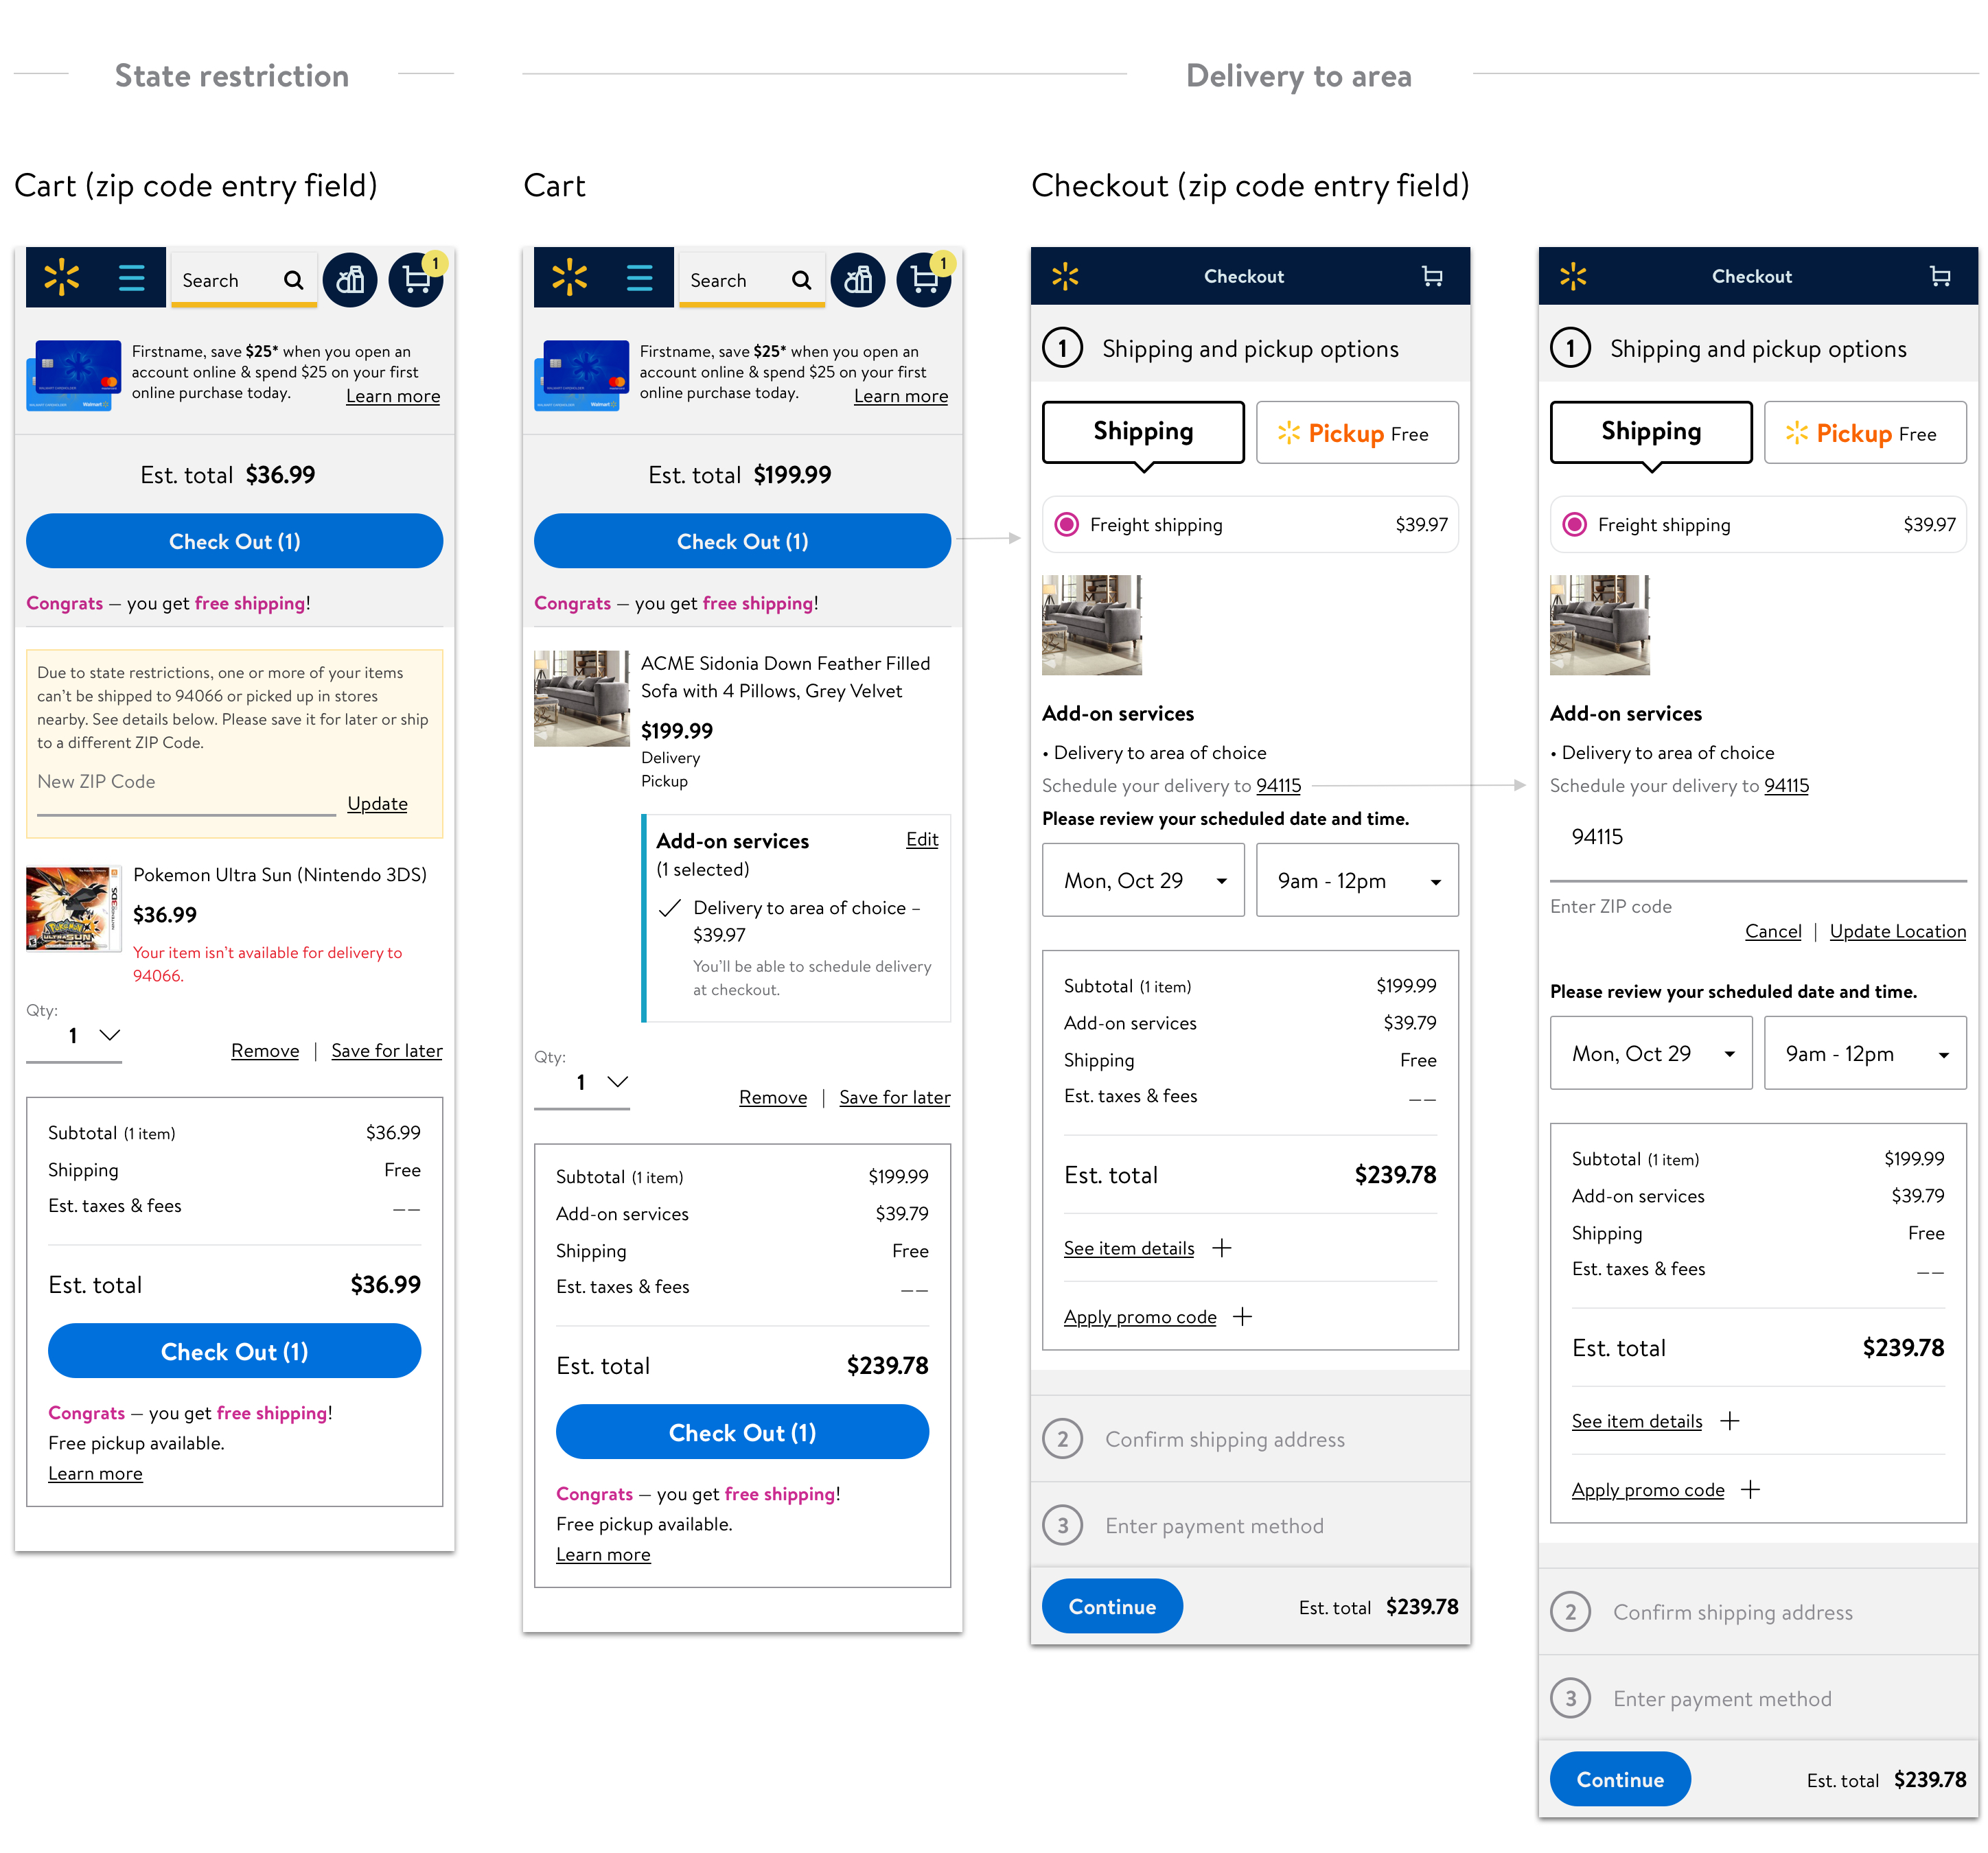 State restriction
Delivery to area
Cart (zip code entry field)
Search
1
Firstname, save $25* when you open an
account online & spend $25 on your first
online purchase today.
Learn more
Est. total $36.99
Check Out (1)
Congrats – you get free shipping!
Due to state restrictions, one or more of your items
can't be shipped to 94066 or picked up in stores
nearby. See details below. Please save it for later or ship
to a different ZIP Code.
New ZIP Code
Update
Pokemon Ultra Sun (Nintendo 3DS)
$36.99
Your item isn't available for delivery to
94066.
Qty:
1
Remove | Save for later
Subtotal (1 item) $36.99
Shipping Free
Est. taxes & fees ––
Est. total $36.99
Check Out (1)
Congrats – you get free shipping!
Free pickup available.
Learn more
Cart
Search
1
Firstname, save $25* when you open an
account online & spend $25 on your first
online purchase today.
Learn more
Est. total $199.99
Check Out (1)
Congrats – you get free shipping!
ACME Sidonia Down Feather Filled
Sofa with 4 Pillows, Grey Velvet
$199.99
Delivery
Pickup
Add-on services Edit
(1 selected)
Delivery to area of choice –
$39.97
You'll be able to schedule delivery
at checkout.
Qty:
1
Remove | Save for later
Subtotal (1 item) $199.99
Add-on services $39.79
Shipping Free
Est. taxes & fees ––
Est. total $239.78
Check Out (1)
Congrats – you get free shipping!
Free pickup available.
Learn more
Checkout (zip code entry field)
Checkout
1 Shipping and pickup options
Shipping
Pickup Free
Freight shipping $39.97
Add-on services
• Delivery to area of choice
Schedule your delivery to 94115
Please review your scheduled date and time.
Mon, Oct 29
9am - 12pm
Subtotal (1 item) $199.99
Add-on services $39.79
Shipping Free
Est. taxes & fees ––
Est. total $239.78
See item details +
Apply promo code +
2 Confirm shipping address
3 Enter payment method
Continue
Est. total $239.78
Checkout
1 Shipping and pickup options
Shipping
Pickup Free
Freight shipping $39.97
Add-on services
• Delivery to area of choice
Schedule your delivery to 94115
94115
Enter ZIP code
Cancel | Update Location
Please review your scheduled date and time.
Mon, Oct 29
9am - 12pm
Subtotal (1 item) $199.99
Add-on services $39.79
Shipping Free
Est. taxes & fees ––
Est. total $239.78
See item details +
Apply promo code +
2 Confirm shipping address
3 Enter payment method
Continue
Est. total $239.78